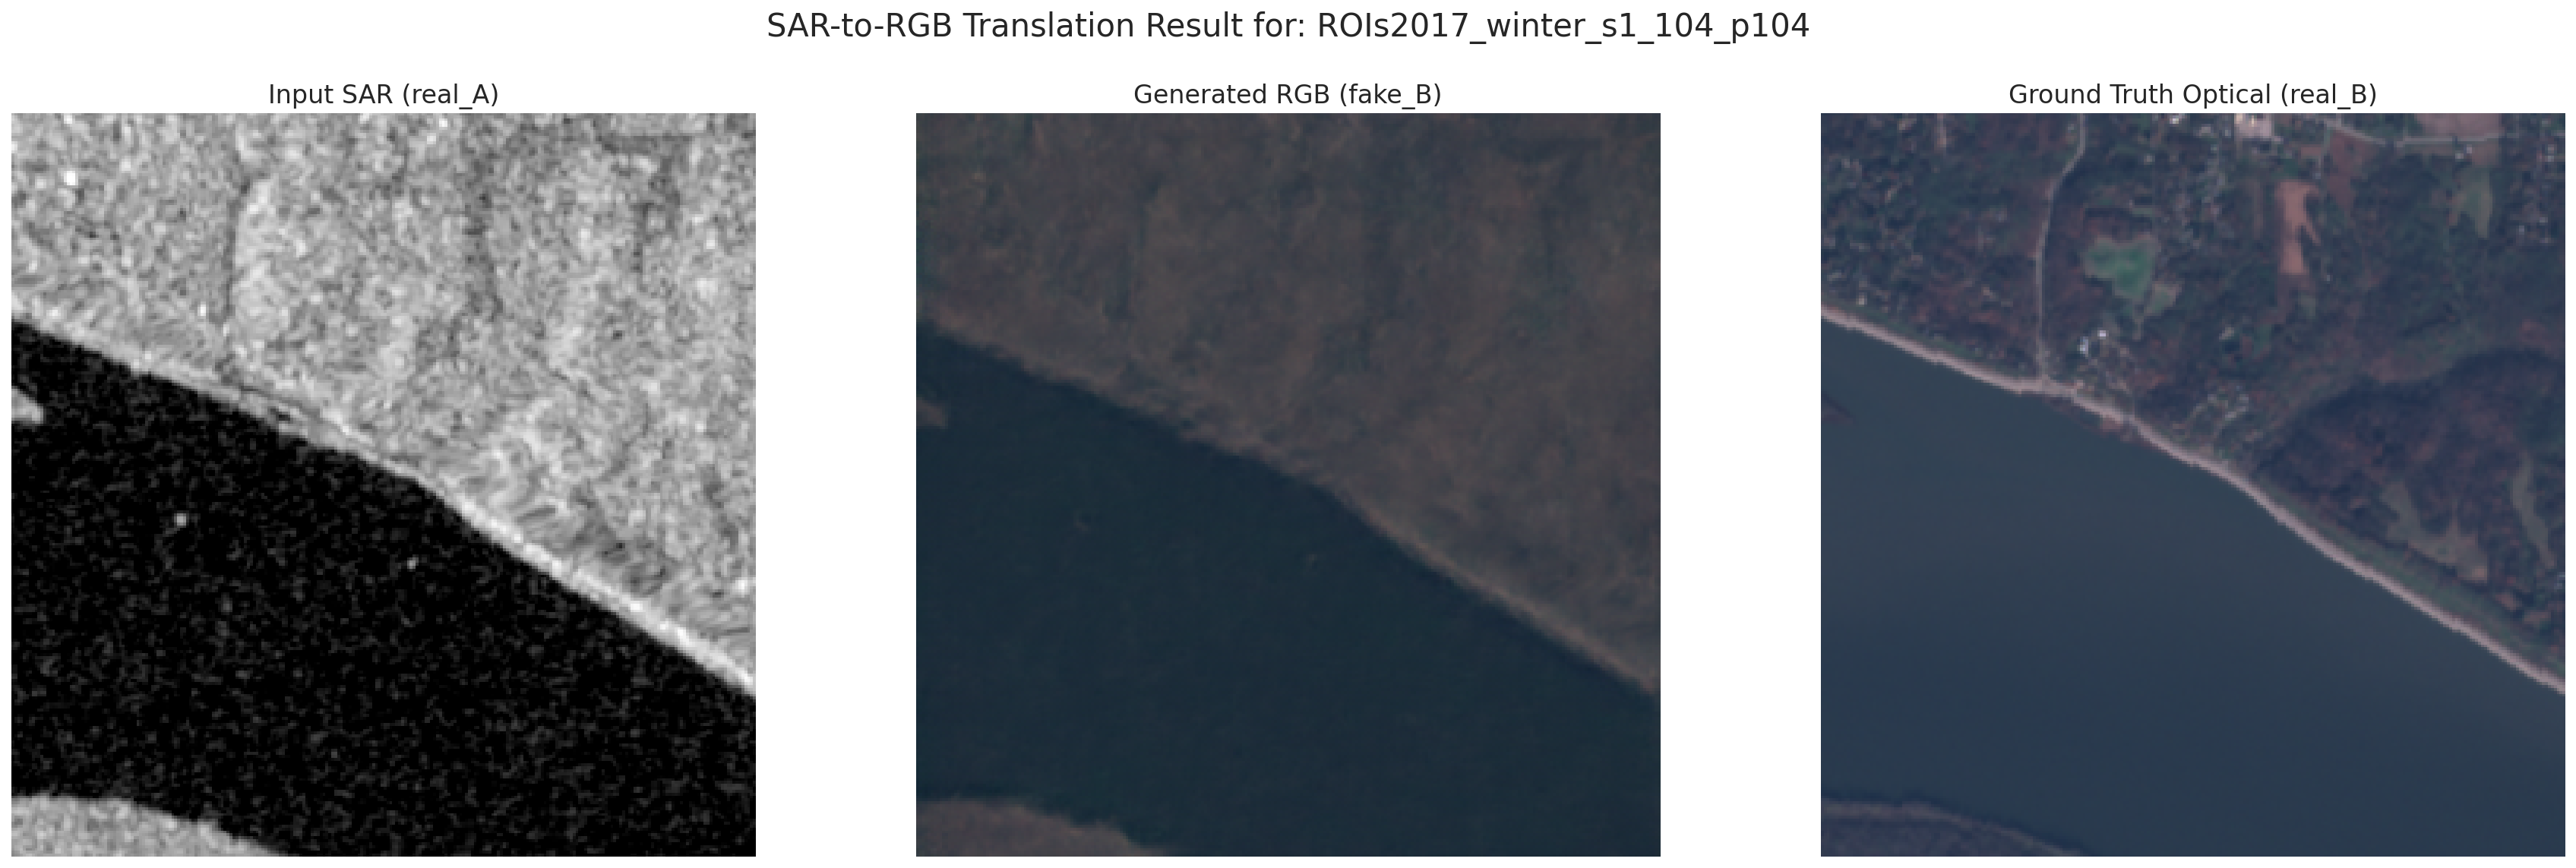 SAR-to-RGB Translation Result for: ROIs2017_winter_s1_104_p104
Input SAR (real_A)
Generated RGB (fake_B)
Ground Truth Optical (real_B)